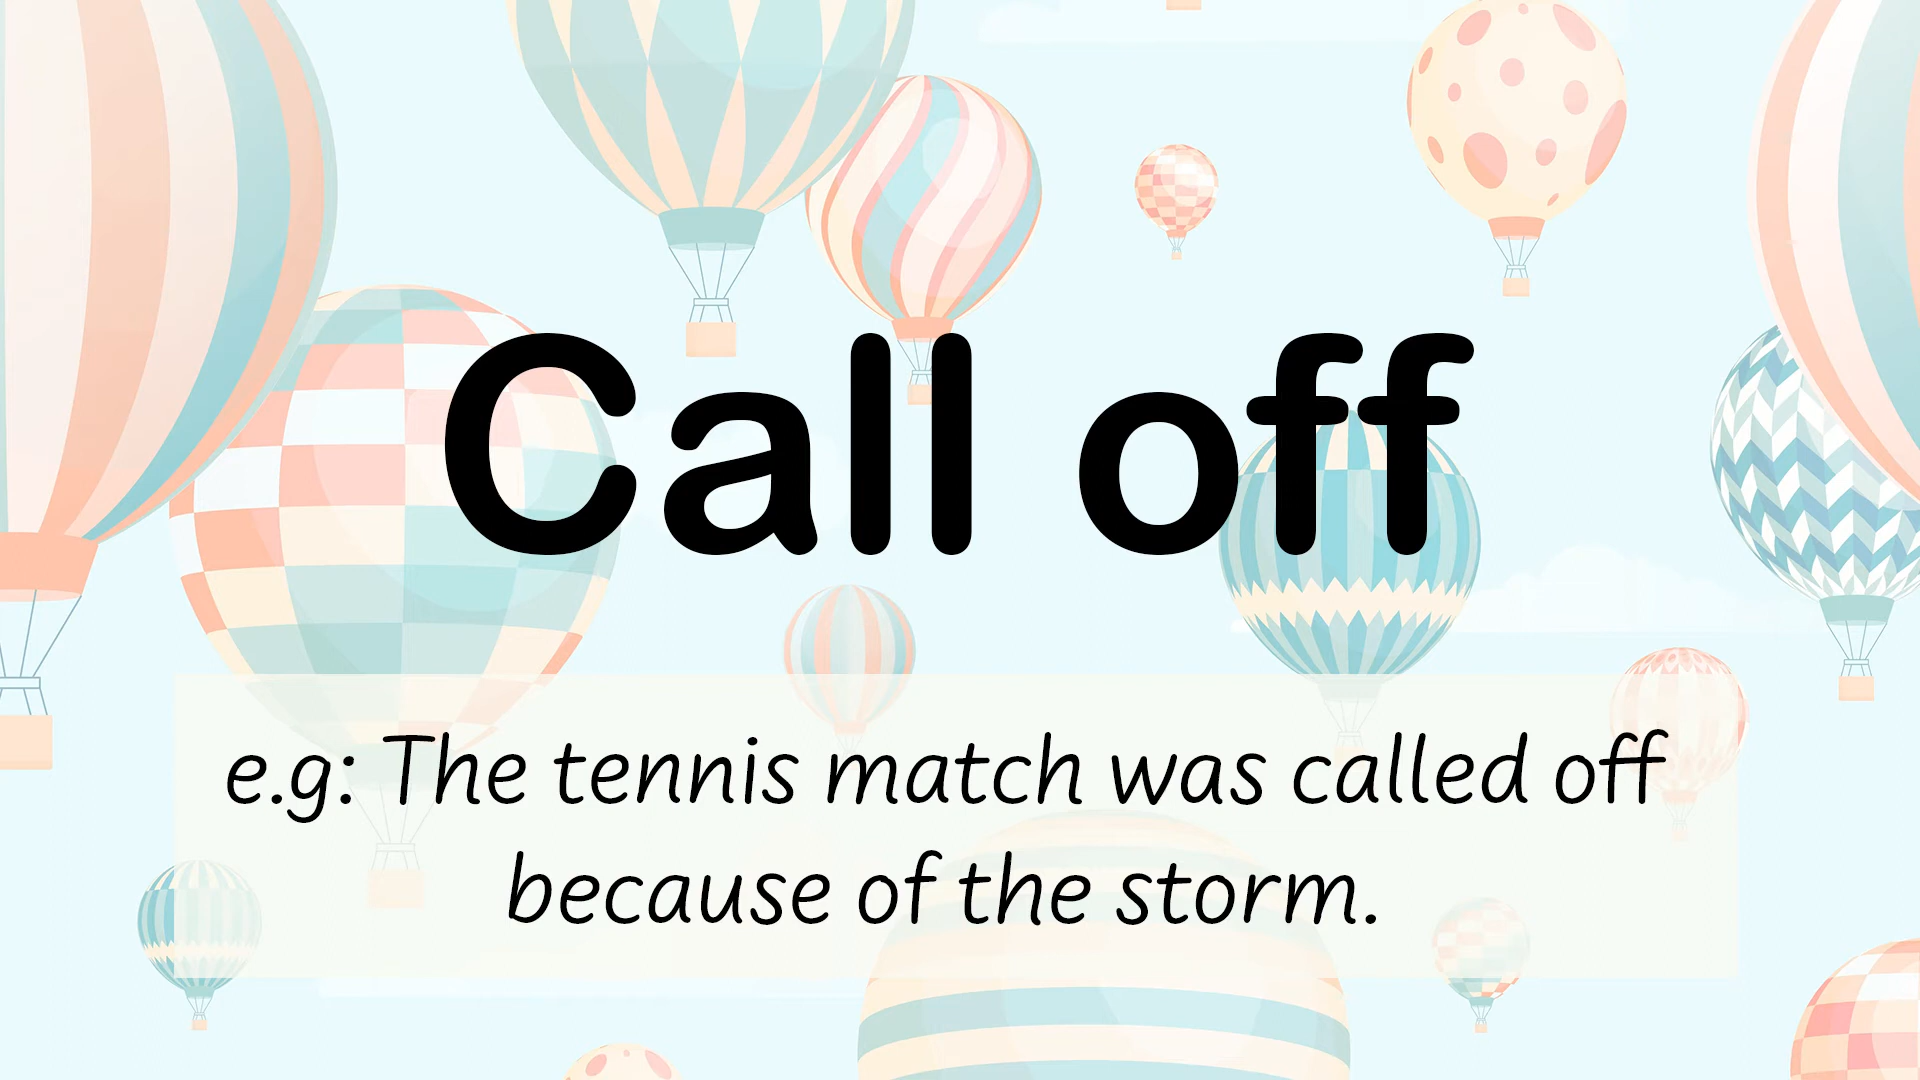 Call off
e.g: The tennis match was called off
because of the storm.